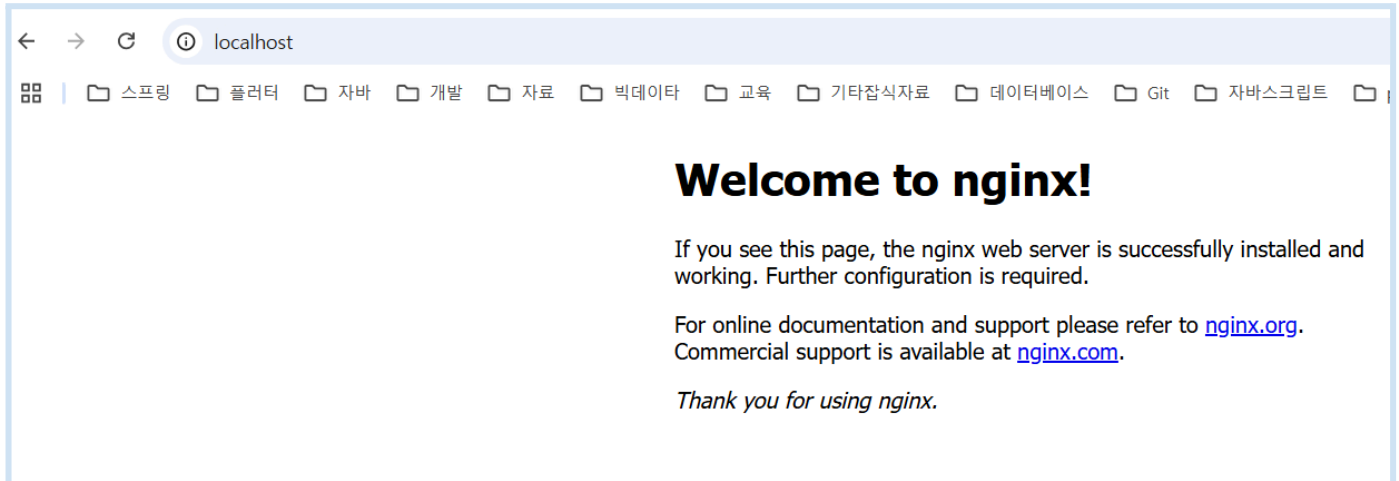 localhost
스프링 플러터 자바 개발 자료 빅데이타 교육 기타잡식자료 데이터베이스 Git 자바스크립트
Welcome to nginx!
If you see this page, the nginx web server is successfully installed and
working. Further configuration is required.
For online documentation and support please refer to nginx.org.
Commercial support is available at nginx.com.
Thank you for using nginx.